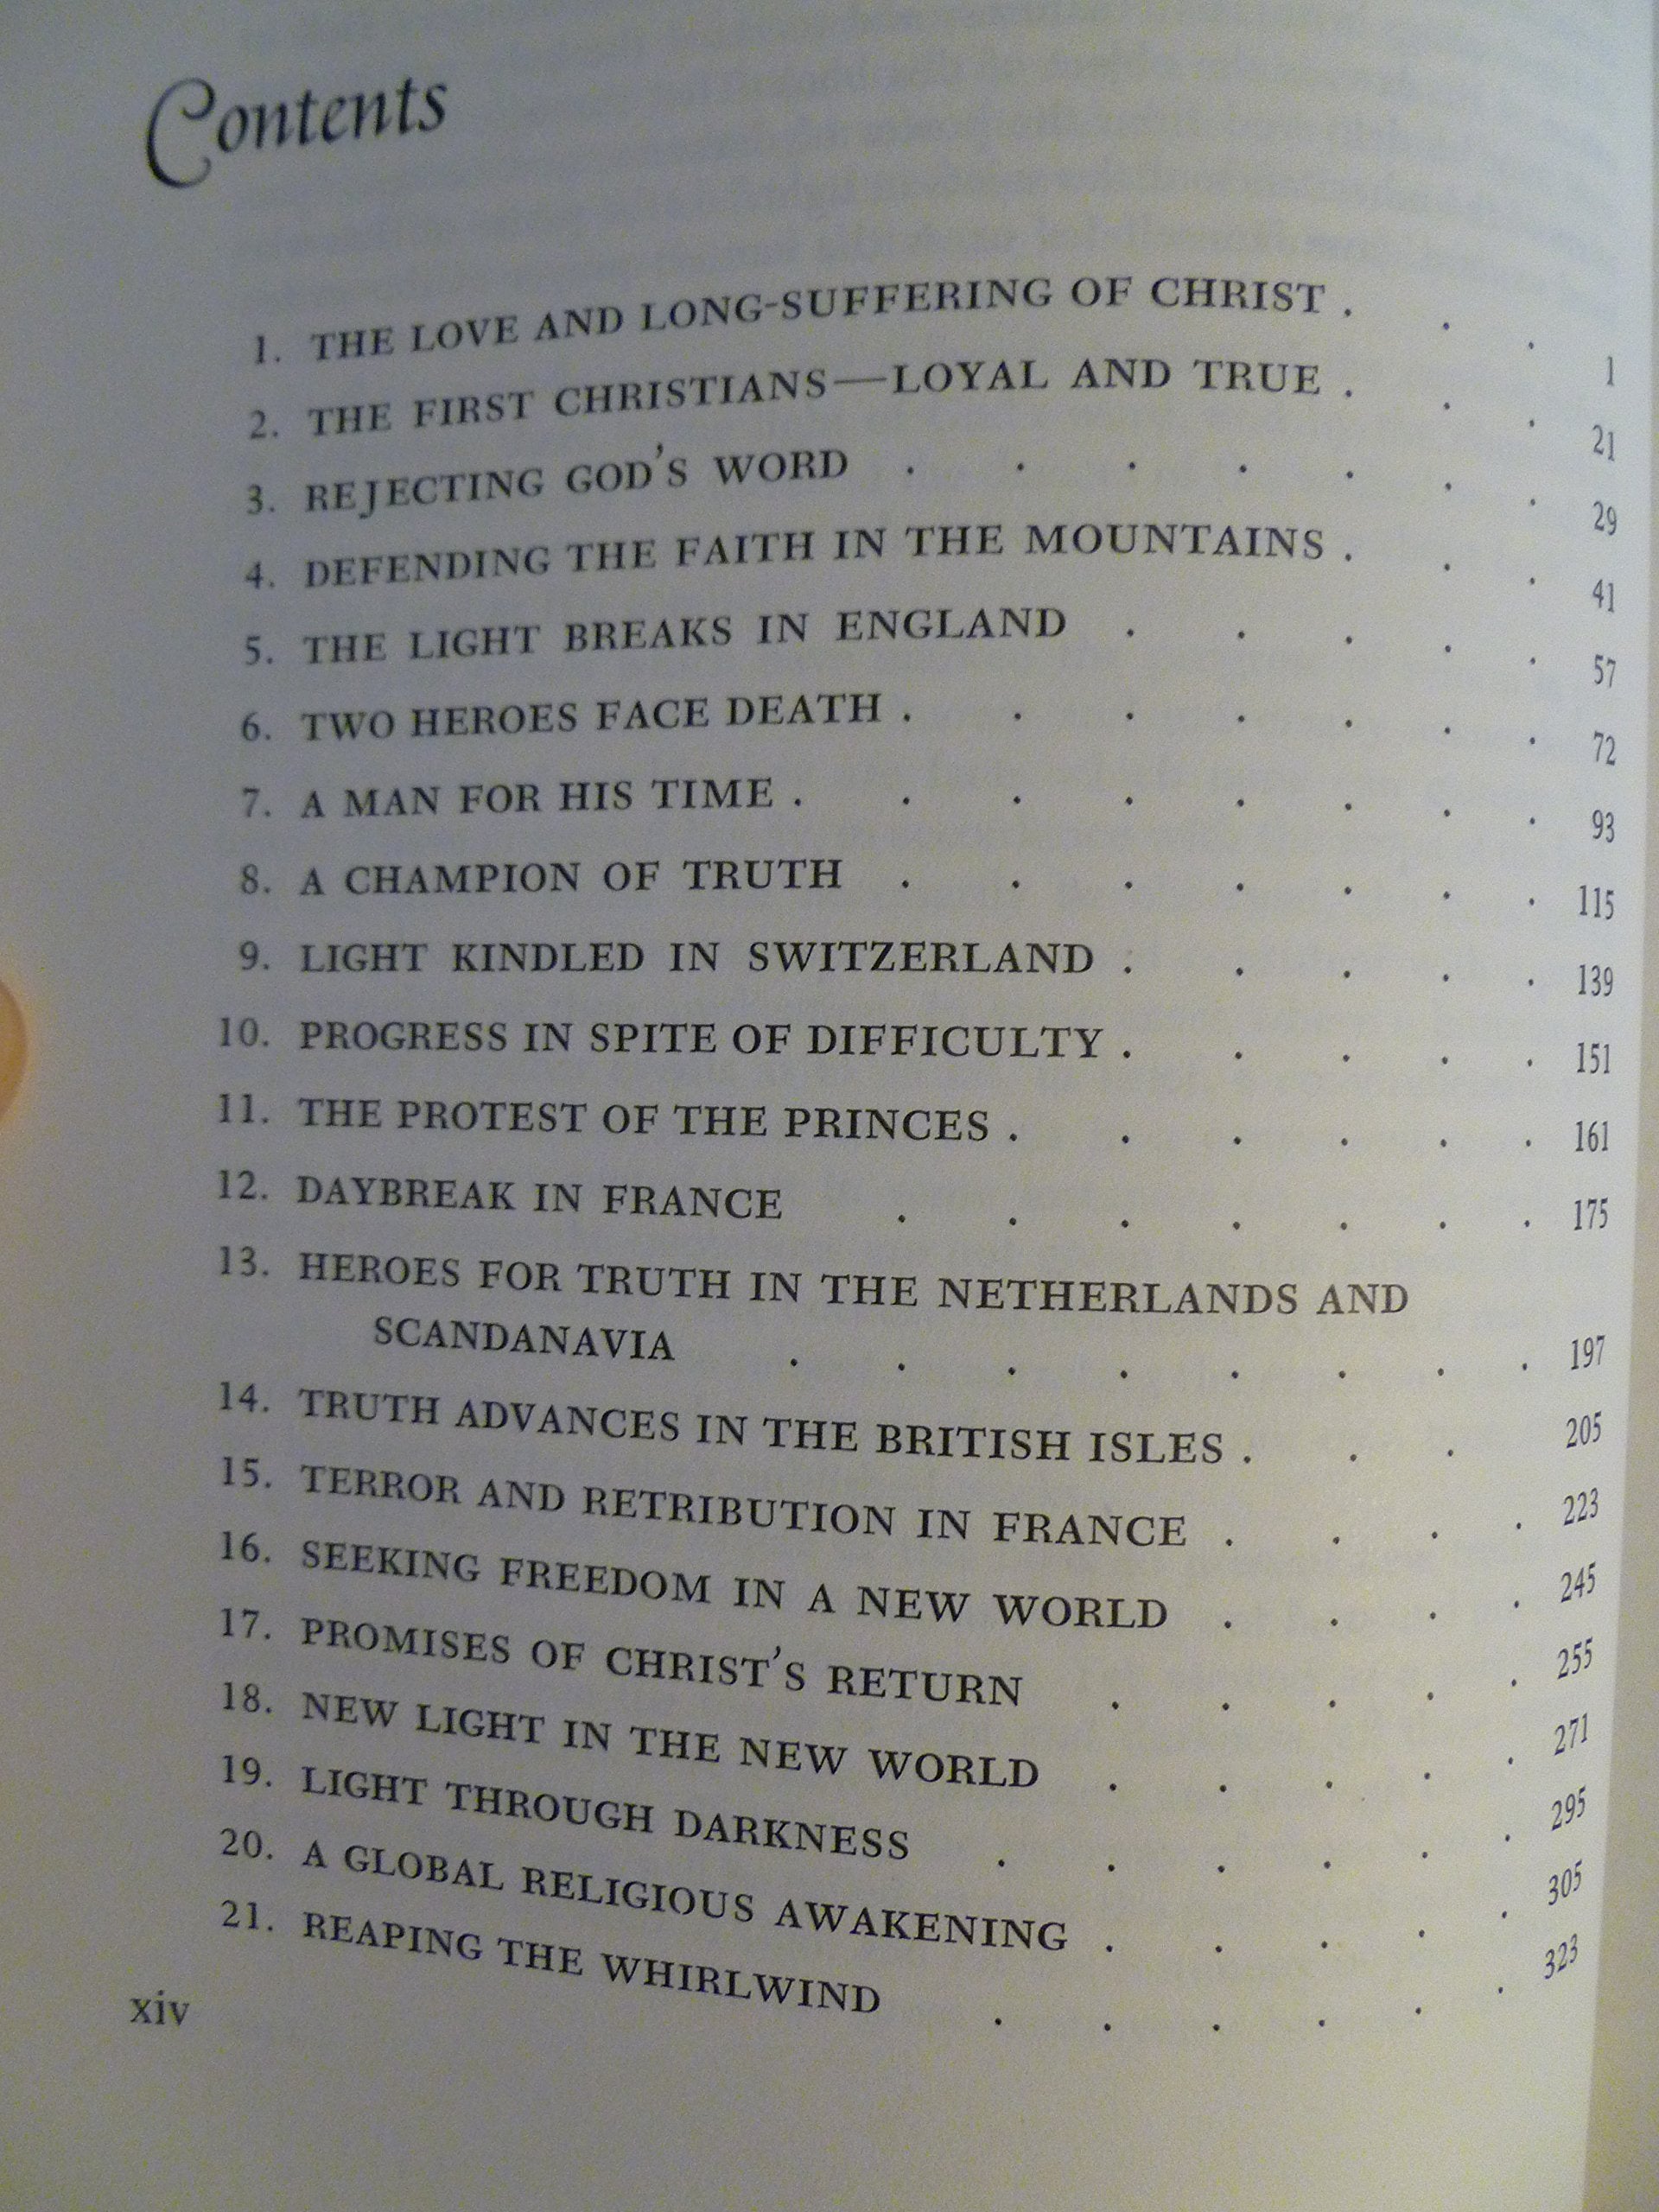 Contents
1. THE LOVE AND LONG-SUFFERING OF CHRIST . . . 1
2. THE FIRST CHRISTIANS—LOYAL AND TRUE . . . 21
3. REJECTING GOD'S WORD . . . . . . . 29
4. DEFENDING THE FAITH IN THE MOUNTAINS . . . 41
5. THE LIGHT BREAKS IN ENGLAND . . . . . 57
6. TWO HEROES FACE DEATH . . . . . . . 72
7. A MAN FOR HIS TIME . . . . . . . . 93
8. A CHAMPION OF TRUTH . . . . . . . 115
9. LIGHT KINDLED IN SWITZERLAND . . . . . 139
10. PROGRESS IN SPITE OF DIFFICULTY . . . . . 151
11. THE PROTEST OF THE PRINCES . . . . . . 161
12. DAYBREAK IN FRANCE . . . . . . . 175
13. HEROES FOR TRUTH IN THE NETHERLANDS AND
SCANDANAVIA . . . . . . . . 197
14. TRUTH ADVANCES IN THE BRITISH ISLES . . . 205
15. TERROR AND RETRIBUTION IN FRANCE . . . . 223
16. SEEKING FREEDOM IN A NEW WORLD . . . . 245
17. PROMISES OF CHRIST'S RETURN . . . . . 255
18. NEW LIGHT IN THE NEW WORLD . . . . . 271
19. LIGHT THROUGH DARKNESS . . . . . . 295
20. A GLOBAL RELIGIOUS AWAKENING . . . . . 305
21. REAPING THE WHIRLWIND . . . . . . 323
xiv